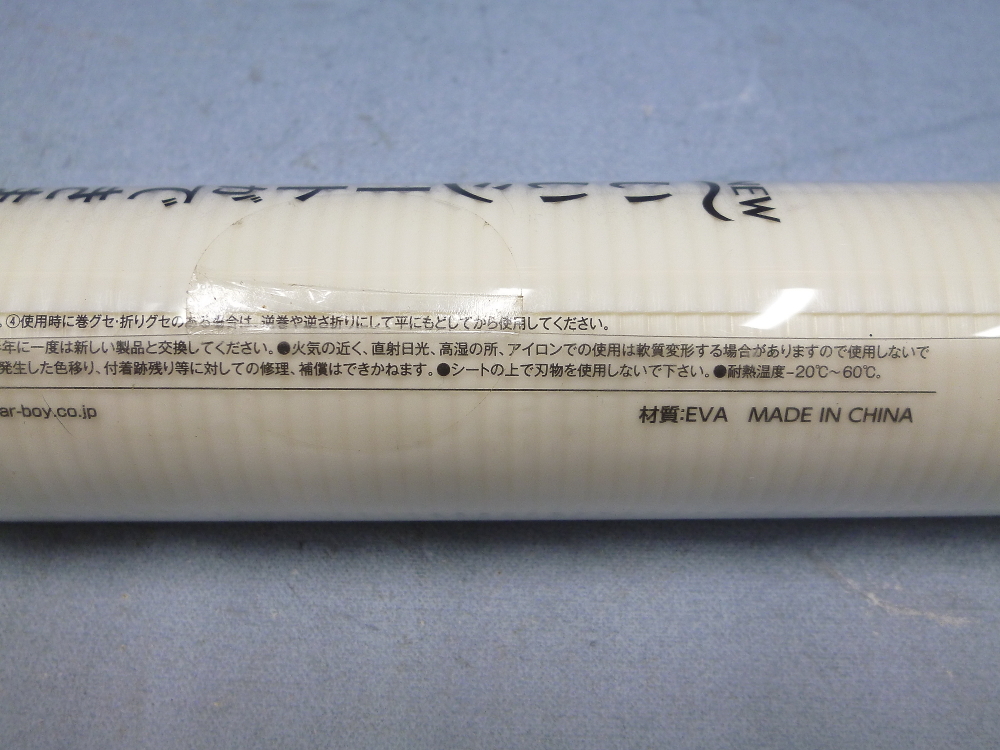 NEW
④使用時に巻グセ・折りグセのある場合は、逆巻や逆さ折りにして平にもどしてから使用してください。
年に一度は新しい製品と交換してください。●火気の近く、直射日光、高湿の所、アイロンでの使用は軟質変形する場合がありますので使用しないで
発生した色移り、付着跡残り等に対しての修理、補償はできかねます。●シートの上で刃物を使用しないで下さい。●耐熱温度-20℃～60℃。
ar-boy.co.jp
材質:EVA MADE IN CHINA